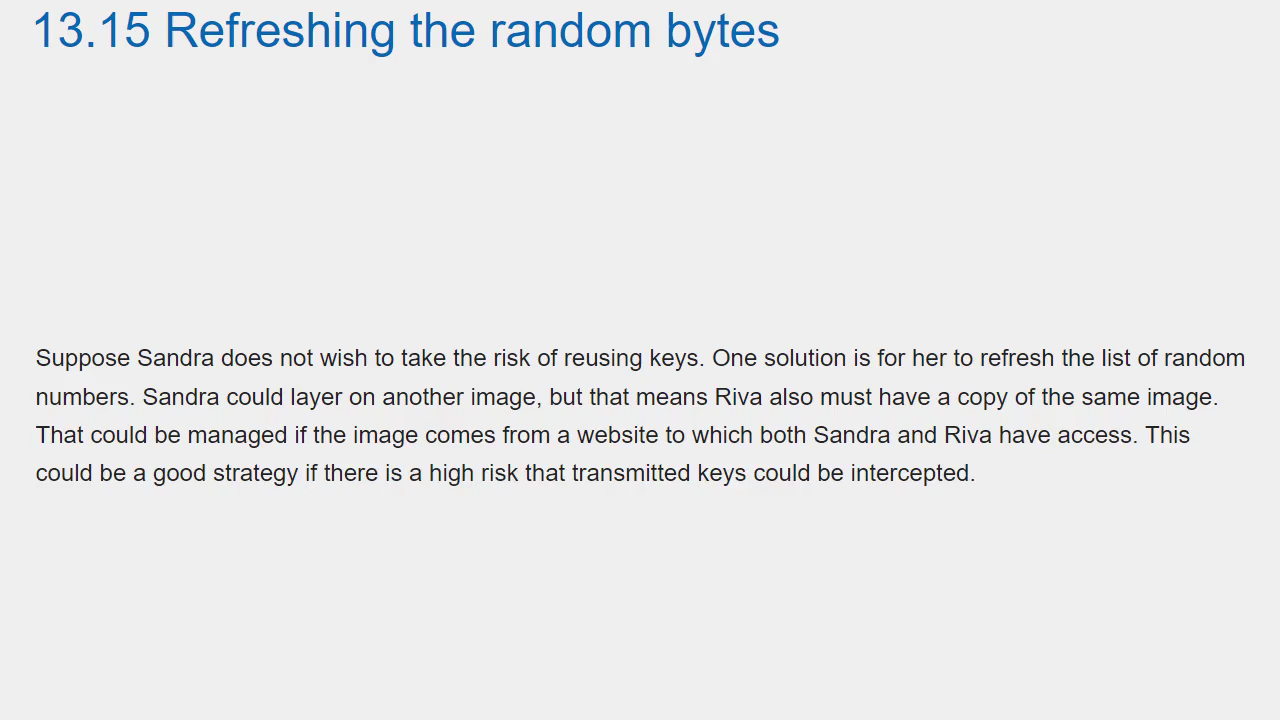 13.15 Refreshing the random bytes
Suppose Sandra does not wish to take the risk of reusing keys. One solution is for her to refresh the list of random
numbers. Sandra could layer on another image, but that means Riva also must have a copy of the same image.
That could be managed if the image comes from a website to which both Sandra and Riva have access. This
could be a good strategy if there is a high risk that transmitted keys could be intercepted.